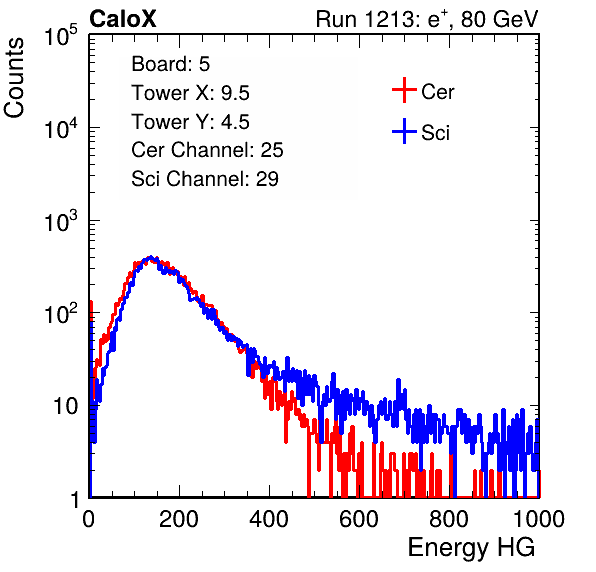 CaloX Run 1213: e⁺, 80 GeV
Counts
Board: 5
Tower X: 9.5
Tower Y: 4.5
Cer Channel: 25
Sci Channel: 29
Cer
Sci
10⁵
10⁴
10³
10²
10
1
0 200 400 600 800 1000
Energy HG